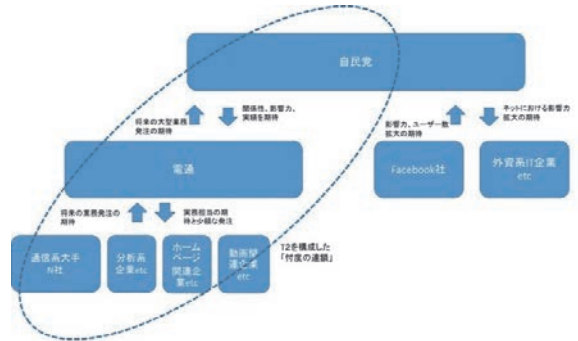 自民党
将来の大型業務
発注の期待
関係性、影響力、
実績を期待
影響力、ユーザー数
拡大の期待
ネットにおける影響力
拡大の期待
電通
Facebook社
外資系IT企業
etc
将来の業務発注の
期待
実務担当の期
待と少額な発注
通信系大手
N社
分析系
企業etc
ホーム
ページ
関連企
業etc
動画関
連企業
etc
T2を構成した
「忖度の連鎖」